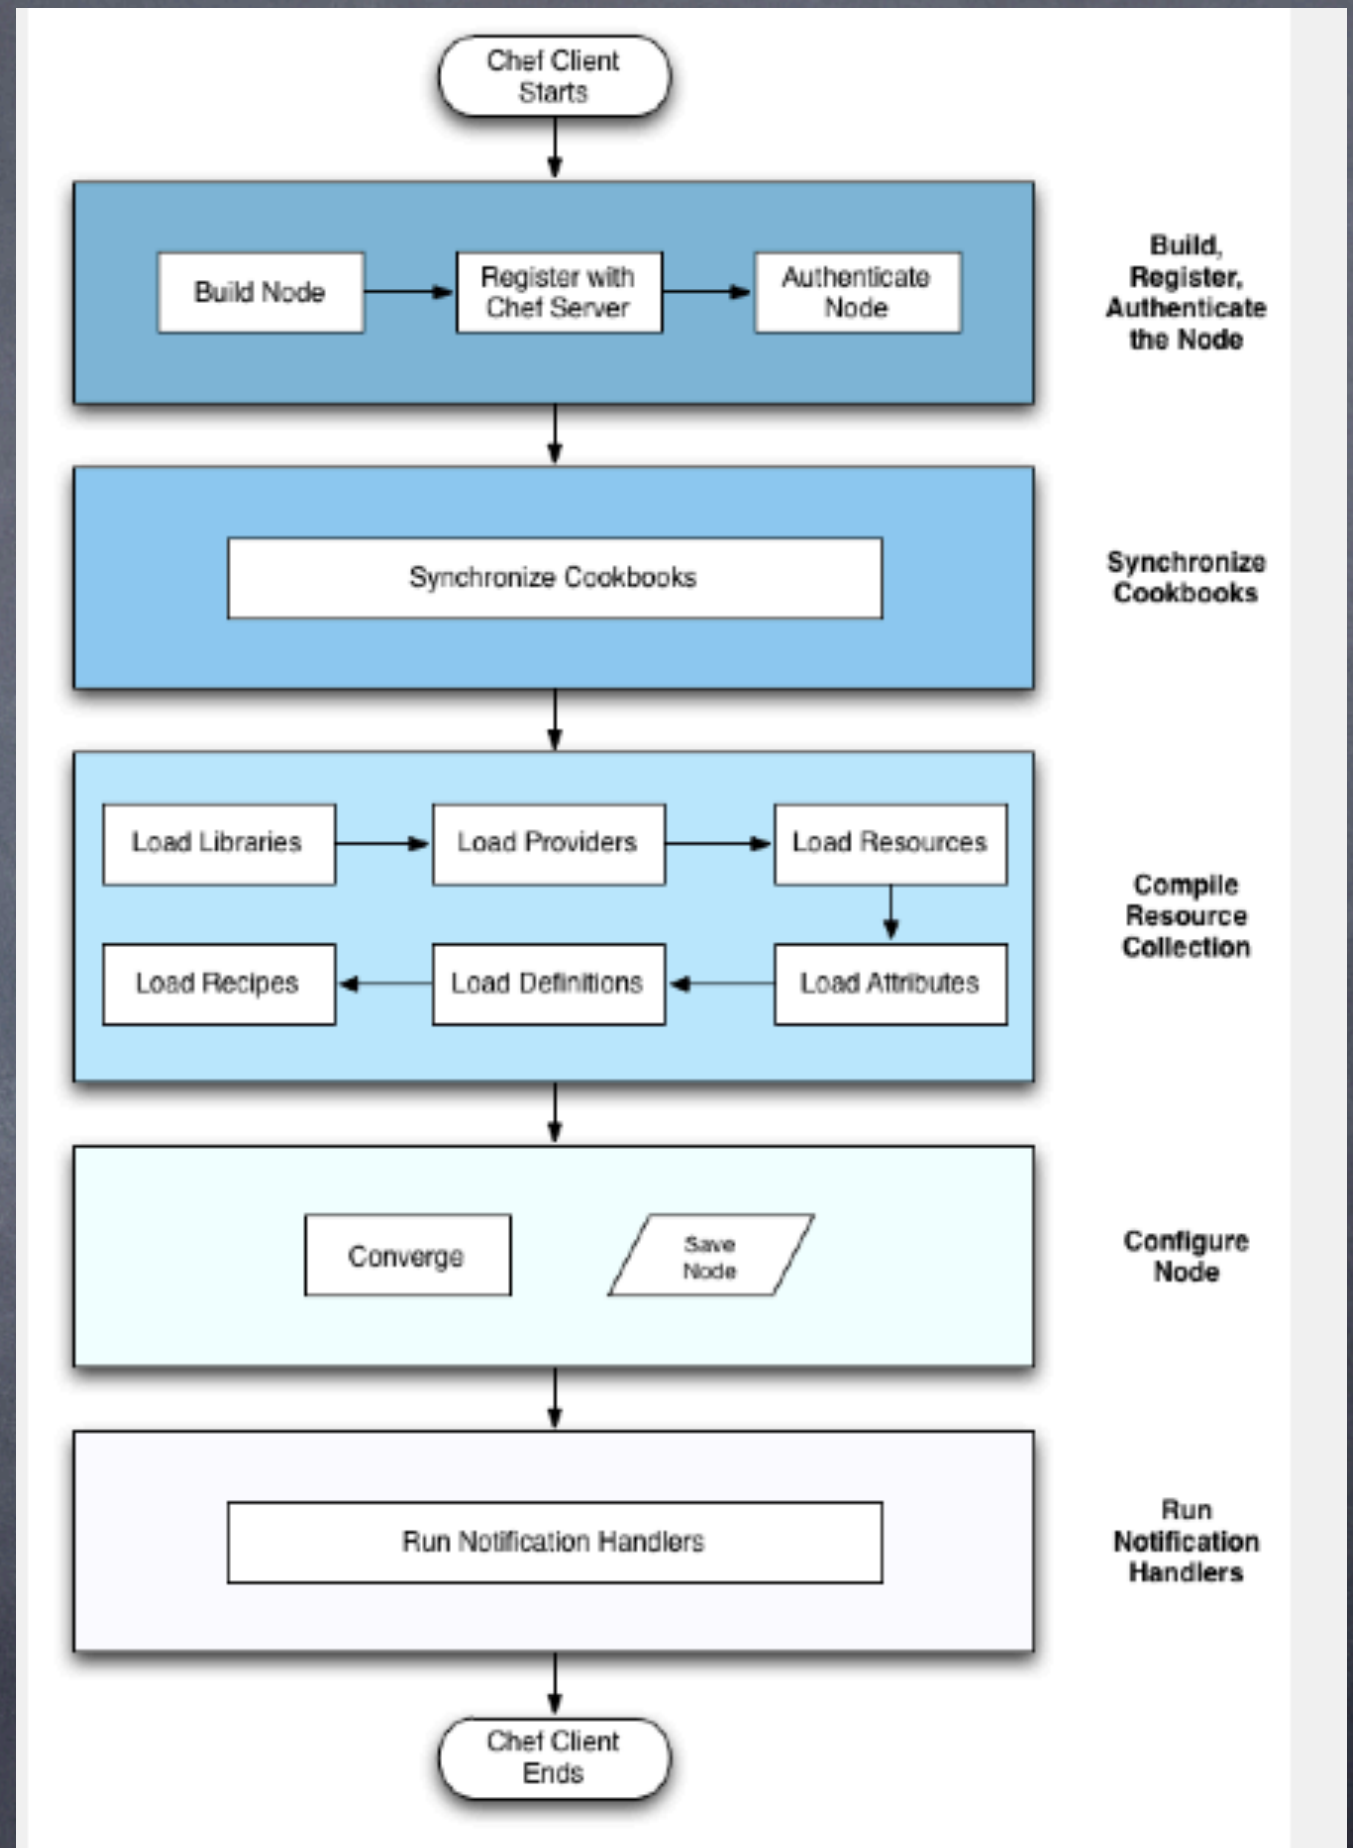 Chef Client
Starts
Build Node
Register with
Chef Server
Authenticate
Node
Build,
Register,
Authenticate
the Node
Synchronize Cookbooks
Synchronize
Cookbooks
Load Libraries
Load Providers
Load Resources
Load Recipes
Load Definitions
Load Attributes
Compile
Resource
Collection
Converge
Save
Node
Configure
Node
Run Notification Handlers
Run
Notification
Handlers
Chef Client
Ends